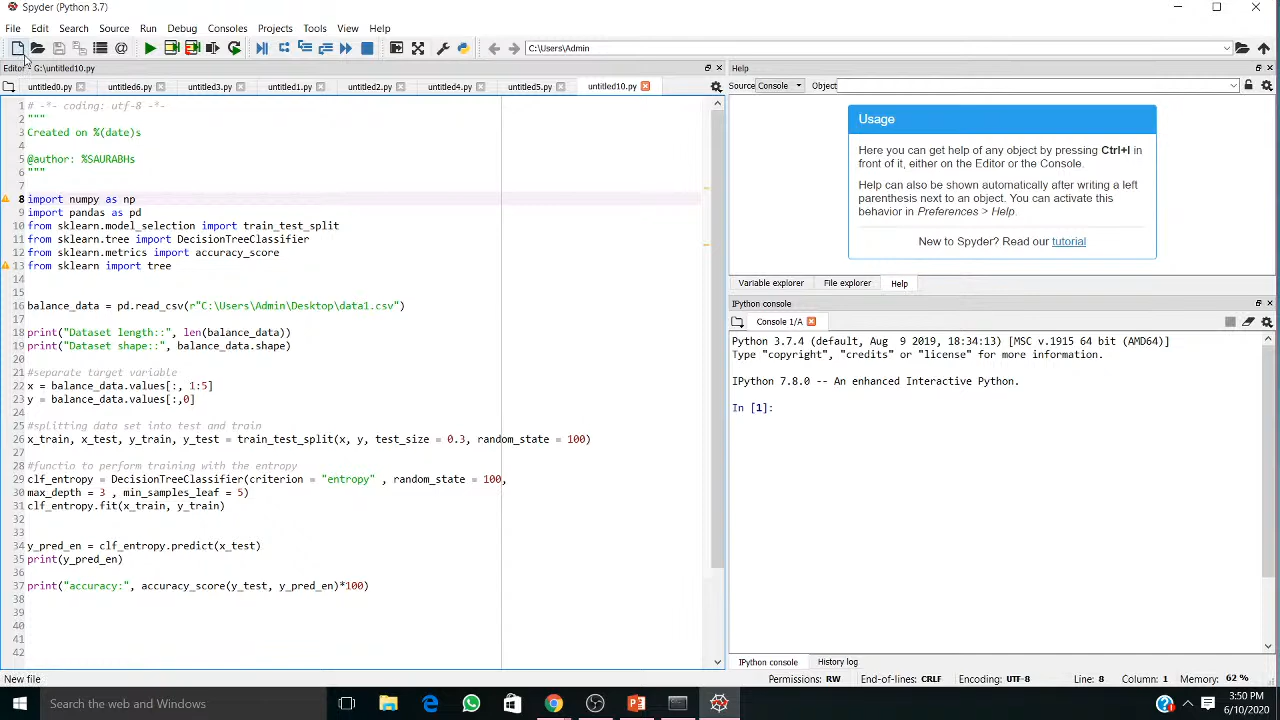 Spyder (Python 3.7)
File Edit Search Source Run Debug Consoles Projects Tools View Help
C:\Users\Admin
Editor - G:\untitled10.py
untitled0.py untitled6.py untitled3.py untitled1.py untitled2.py untitled4.py untitled5.py untitled10.py
1 # -*- coding: utf-8 -*-
2 """
3 Created on %(date)s
4
5 @author: %SAURABHs
6 """
7
8 import numpy as np
9 import pandas as pd
10 from sklearn.model_selection import train_test_split
11 from sklearn.tree import DecisionTreeClassifier
12 from sklearn.metrics import accuracy_score
13 from sklearn import tree
14
15
16 balance_data = pd.read_csv(r"C:\Users\Admin\Desktop\data1.csv")
17
18 print("Dataset length::", len(balance_data))
19 print("Dataset shape::", balance_data.shape)
20
21 #separate target variable
22 x = balance_data.values[:, 1:5]
23 y = balance_data.values[:,0]
24
25 #splitting data set into test and train
26 x_train, x_test, y_train, y_test = train_test_split(x, y, test_size = 0.3, random_state = 100)
27
28 #functio to perform training with the entropy
29 clf_entropy = DecisionTreeClassifier(criterion = "entropy" , random_state = 100,
30 max_depth = 3 , min_samples_leaf = 5)
31 clf_entropy.fit(x_train, y_train)
32
33
34 y_pred_en = clf_entropy.predict(x_test)
35 print(y_pred_en)
36
37 print("accuracy:", accuracy_score(y_test, y_pred_en)*100)
38
39
40
41
42
Help
Source Console Object
Usage
Here you can get help of any object by pressing Ctrl+I in
front of it, either on the Editor or the Console.
Help can also be shown automatically after writing a left
parenthesis next to an object. You can activate this
behavior in Preferences > Help.
New to Spyder? Read our tutorial
Variable explorer File explorer Help
IPython console
Console 1/A
Python 3.7.4 (default, Aug 9 2019, 18:34:13) [MSC v.1915 64 bit (AMD64)]
Type "copyright", "credits" or "license" for more information.
IPython 7.8.0 -- An enhanced Interactive Python.
In [1]:
IPython console History log
New file Permissions: RW End-of-lines: CRLF Encoding: UTF-8 Line: 8 Column: 1 Memory: 62 %
Search the web and Windows
3:50 PM
6/10/2020